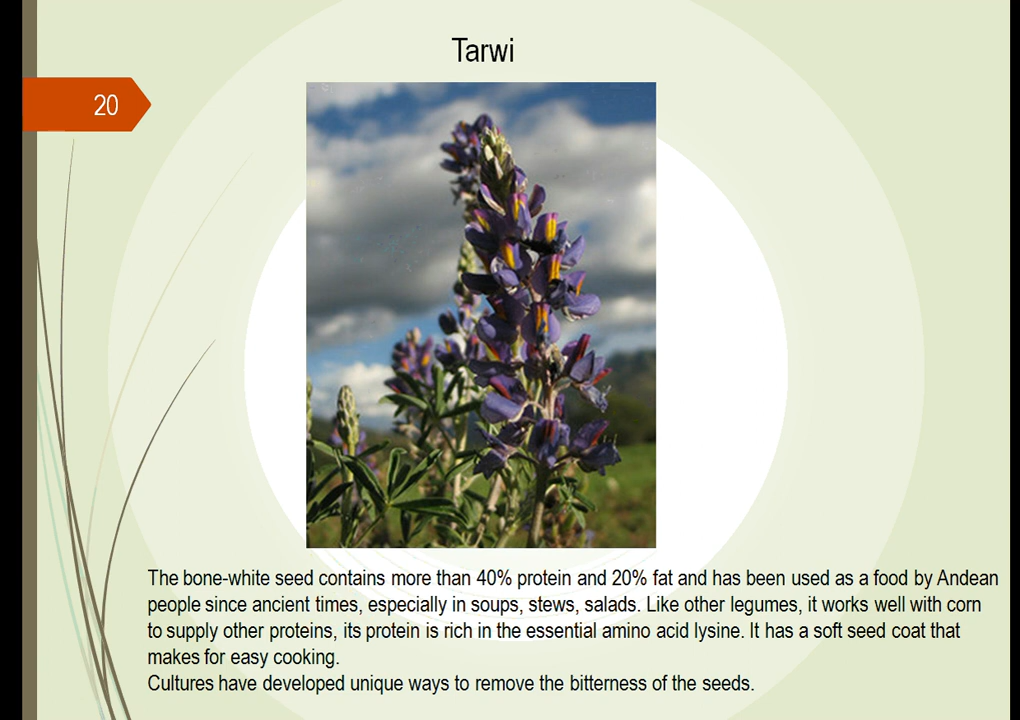 Tarwi
20
The bone-white seed contains more than 40% protein and 20% fat and has been used as a food by Andean
people since ancient times, especially in soups, stews, salads. Like other legumes, it works well with corn
to supply other proteins, its protein is rich in the essential amino acid lysine. It has a soft seed coat that
makes for easy cooking.
Cultures have developed unique ways to remove the bitterness of the seeds.